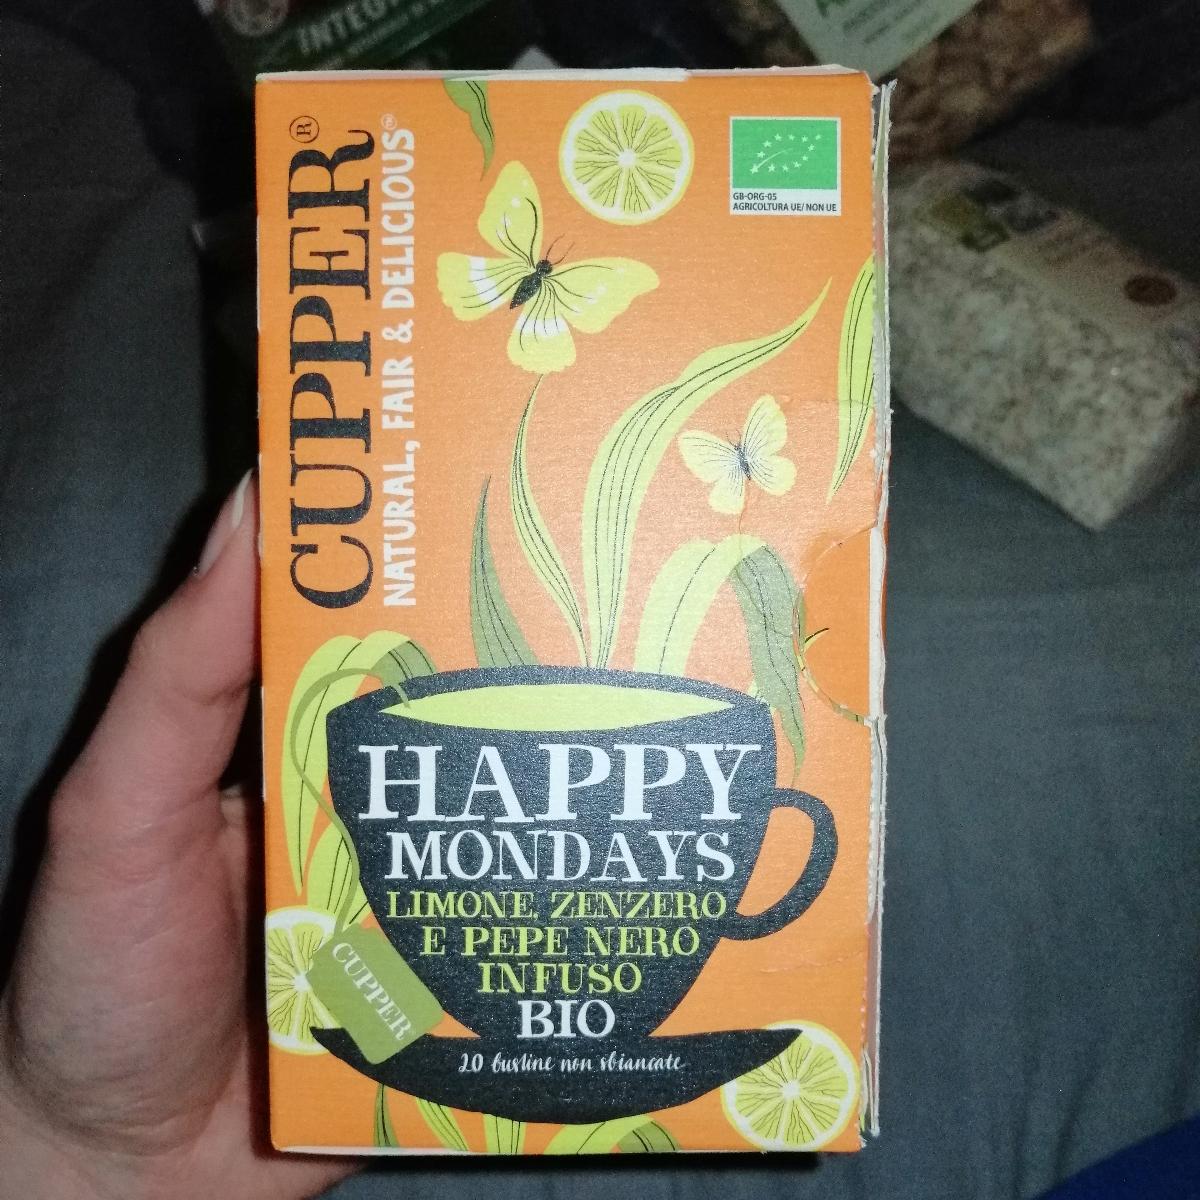 CUPPER®
NATURAL, FAIR & DELICIOUS™
GB-ORG-05
AGRICOLTURA UE/ NON UE
HAPPY
MONDAYS
LIMONE, ZENZERO
E PEPE NERO
INFUSO
BIO
20 bustine non sbiancate
CUPPER